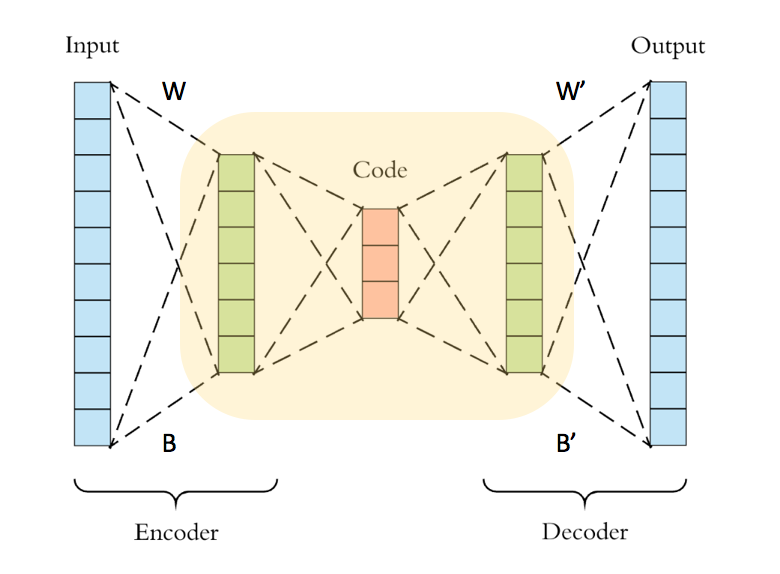 Input
Output
W
W’
Code
B
B’
Encoder
Decoder